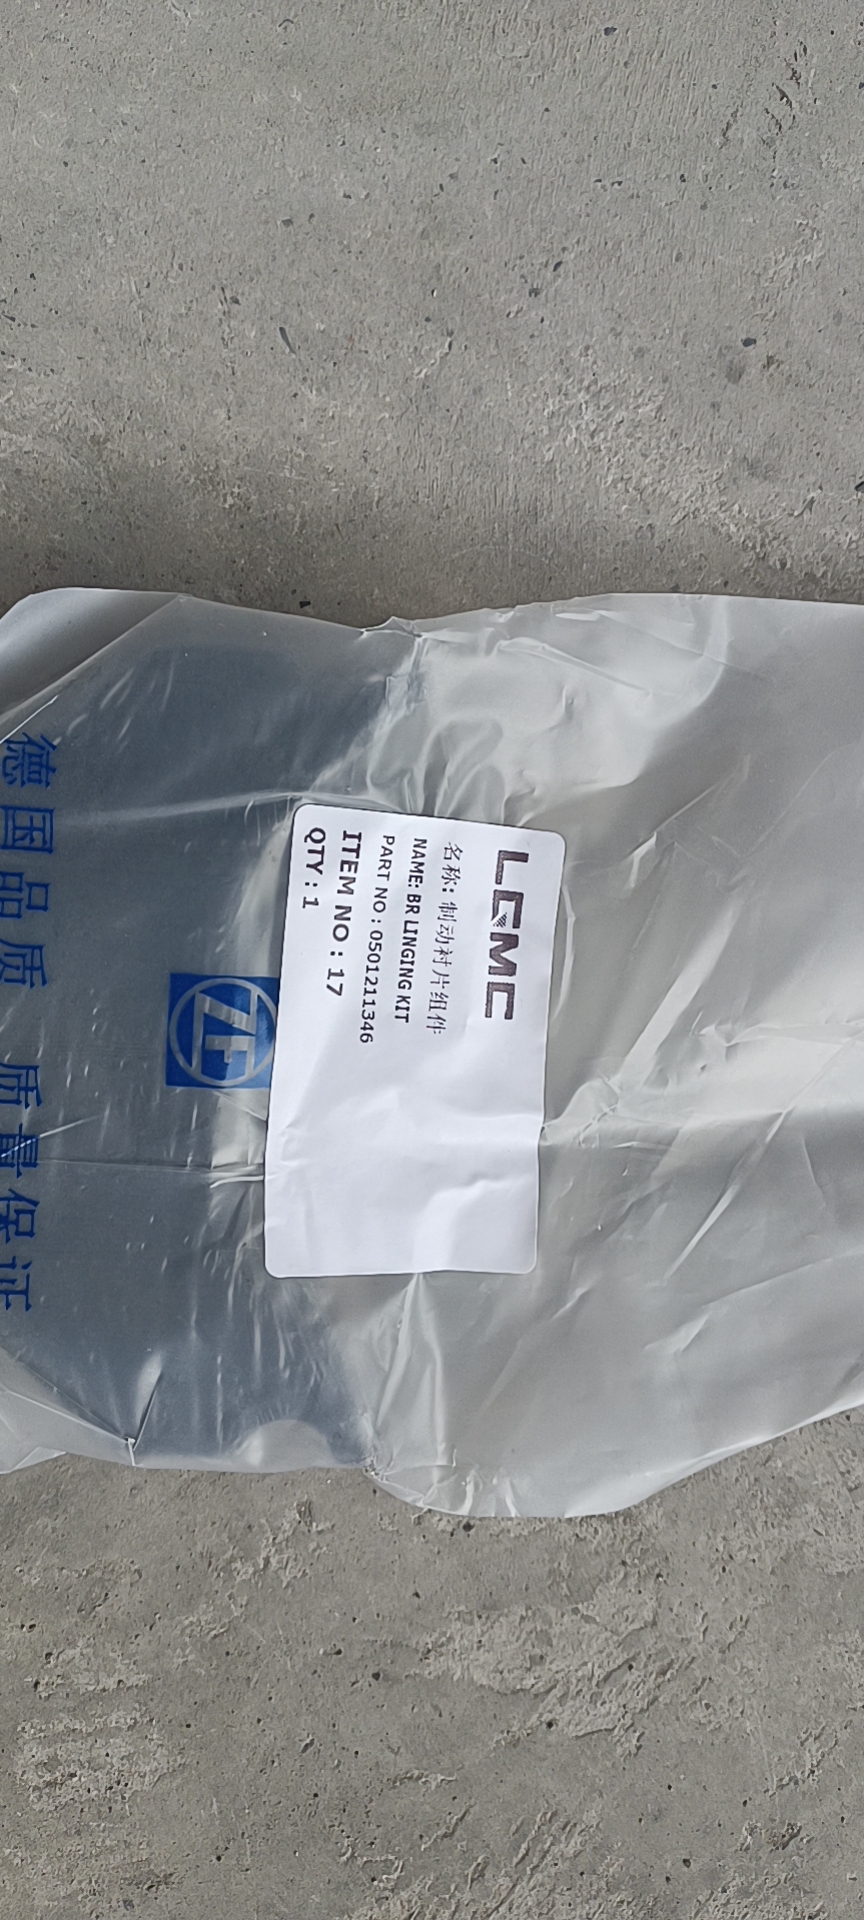 LGMC
名称: 制动衬片组件
NAME: BR LINGING KIT
PART NO : 0501211346
ITEM NO : 17
QTY : 1
ZF
德国品质 质量保证